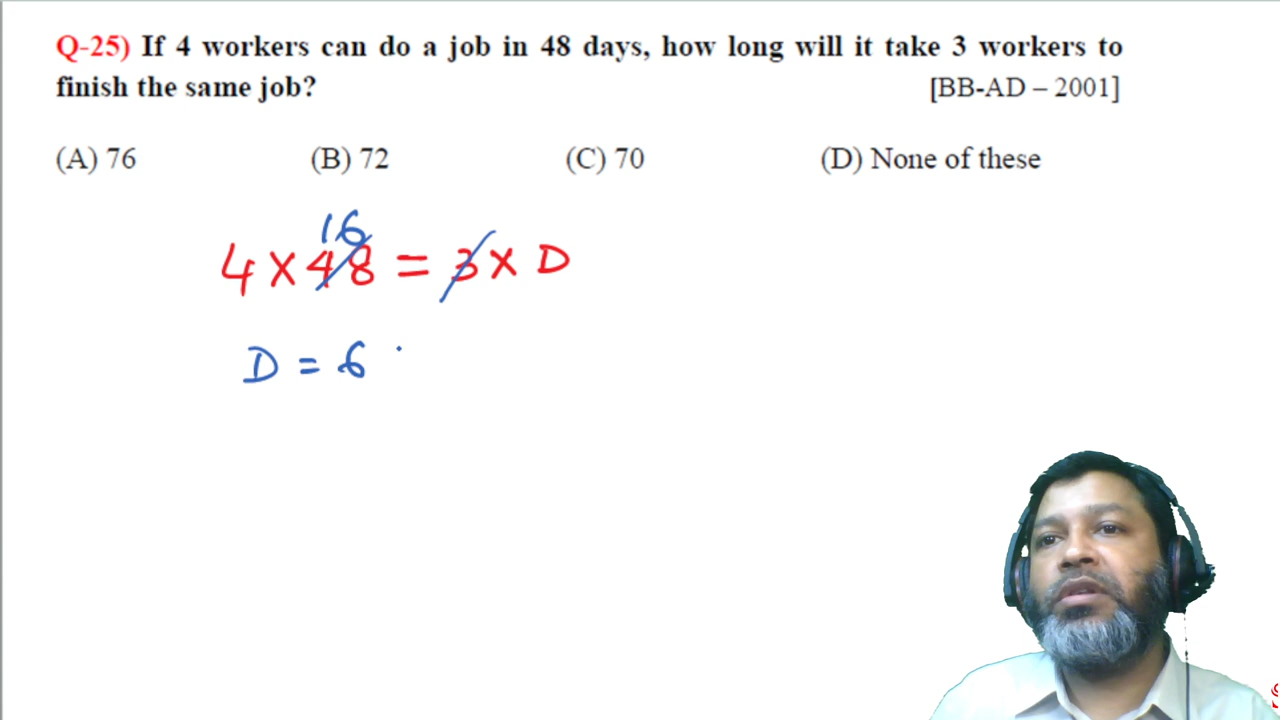 Q-25) If 4 workers can do a job in 48 days, how long will it take 3 workers to
finish the same job? [BB-AD – 2001]
(A) 76 (B) 72 (C) 70 (D) None of these
16
4 × 48 = 3 × D
D = 6